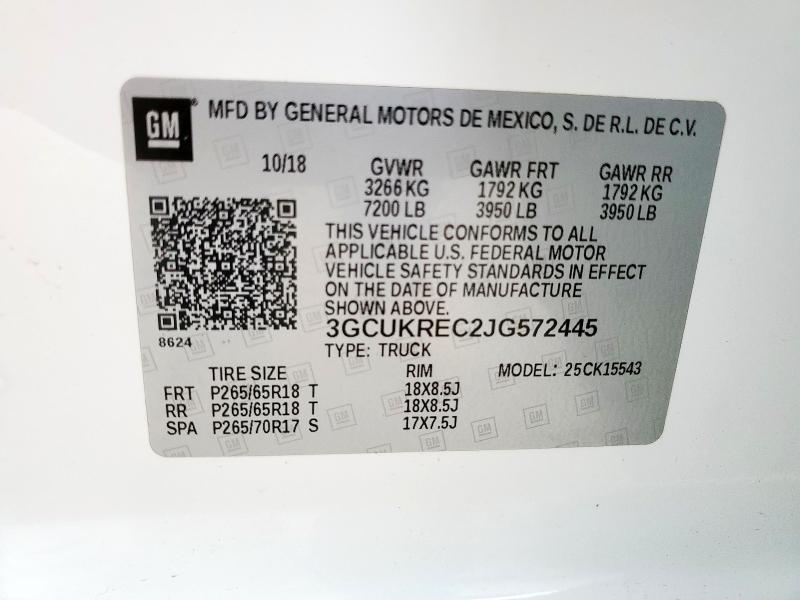 GM ® MFD BY GENERAL MOTORS DE MEXICO, S. DE R.L. DE C.V.
10/18 GVWR GAWR FRT GAWR RR
3266 KG 1792 KG 1792 KG
7200 LB 3950 LB 3950 LB
THIS VEHICLE CONFORMS TO ALL
APPLICABLE U.S. FEDERAL MOTOR
VEHICLE SAFETY STANDARDS IN EFFECT
ON THE DATE OF MANUFACTURE
SHOWN ABOVE.
3GCUKREC2JG572445
8624
TYPE: TRUCK
TIRE SIZE RIM MODEL: 25CK15543
FRT P265/65R18 T 18X8.5J
RR P265/65R18 T 18X8.5J
SPA P265/70R17 S 17X7.5J